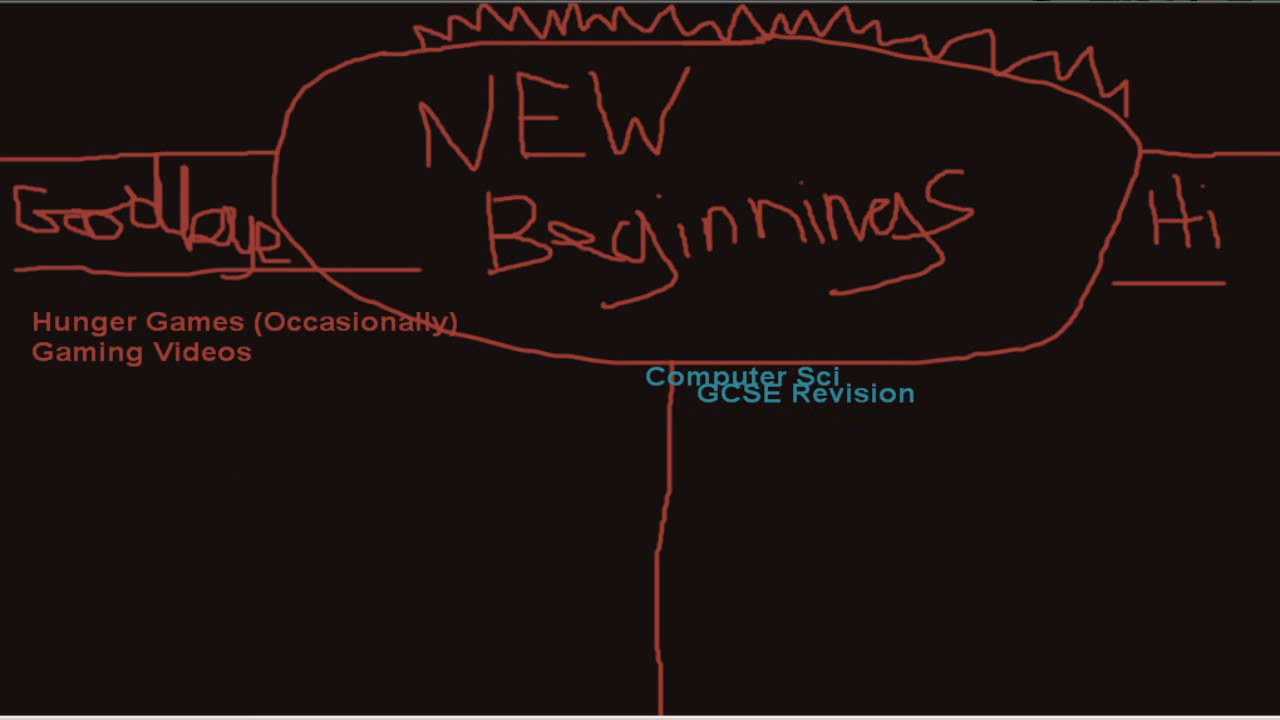 NEW
Beginnings
Goodbye
Hi
Hunger Games (Occasionally)
Gaming Videos
Computer Sci
GCSE Revision